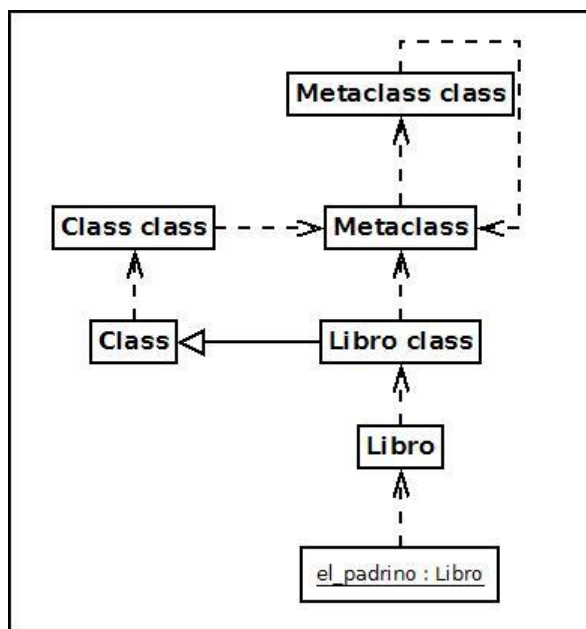 Metaclass class
Class class
Metaclass
Class
Libro class
Libro
el_padrino : Libro